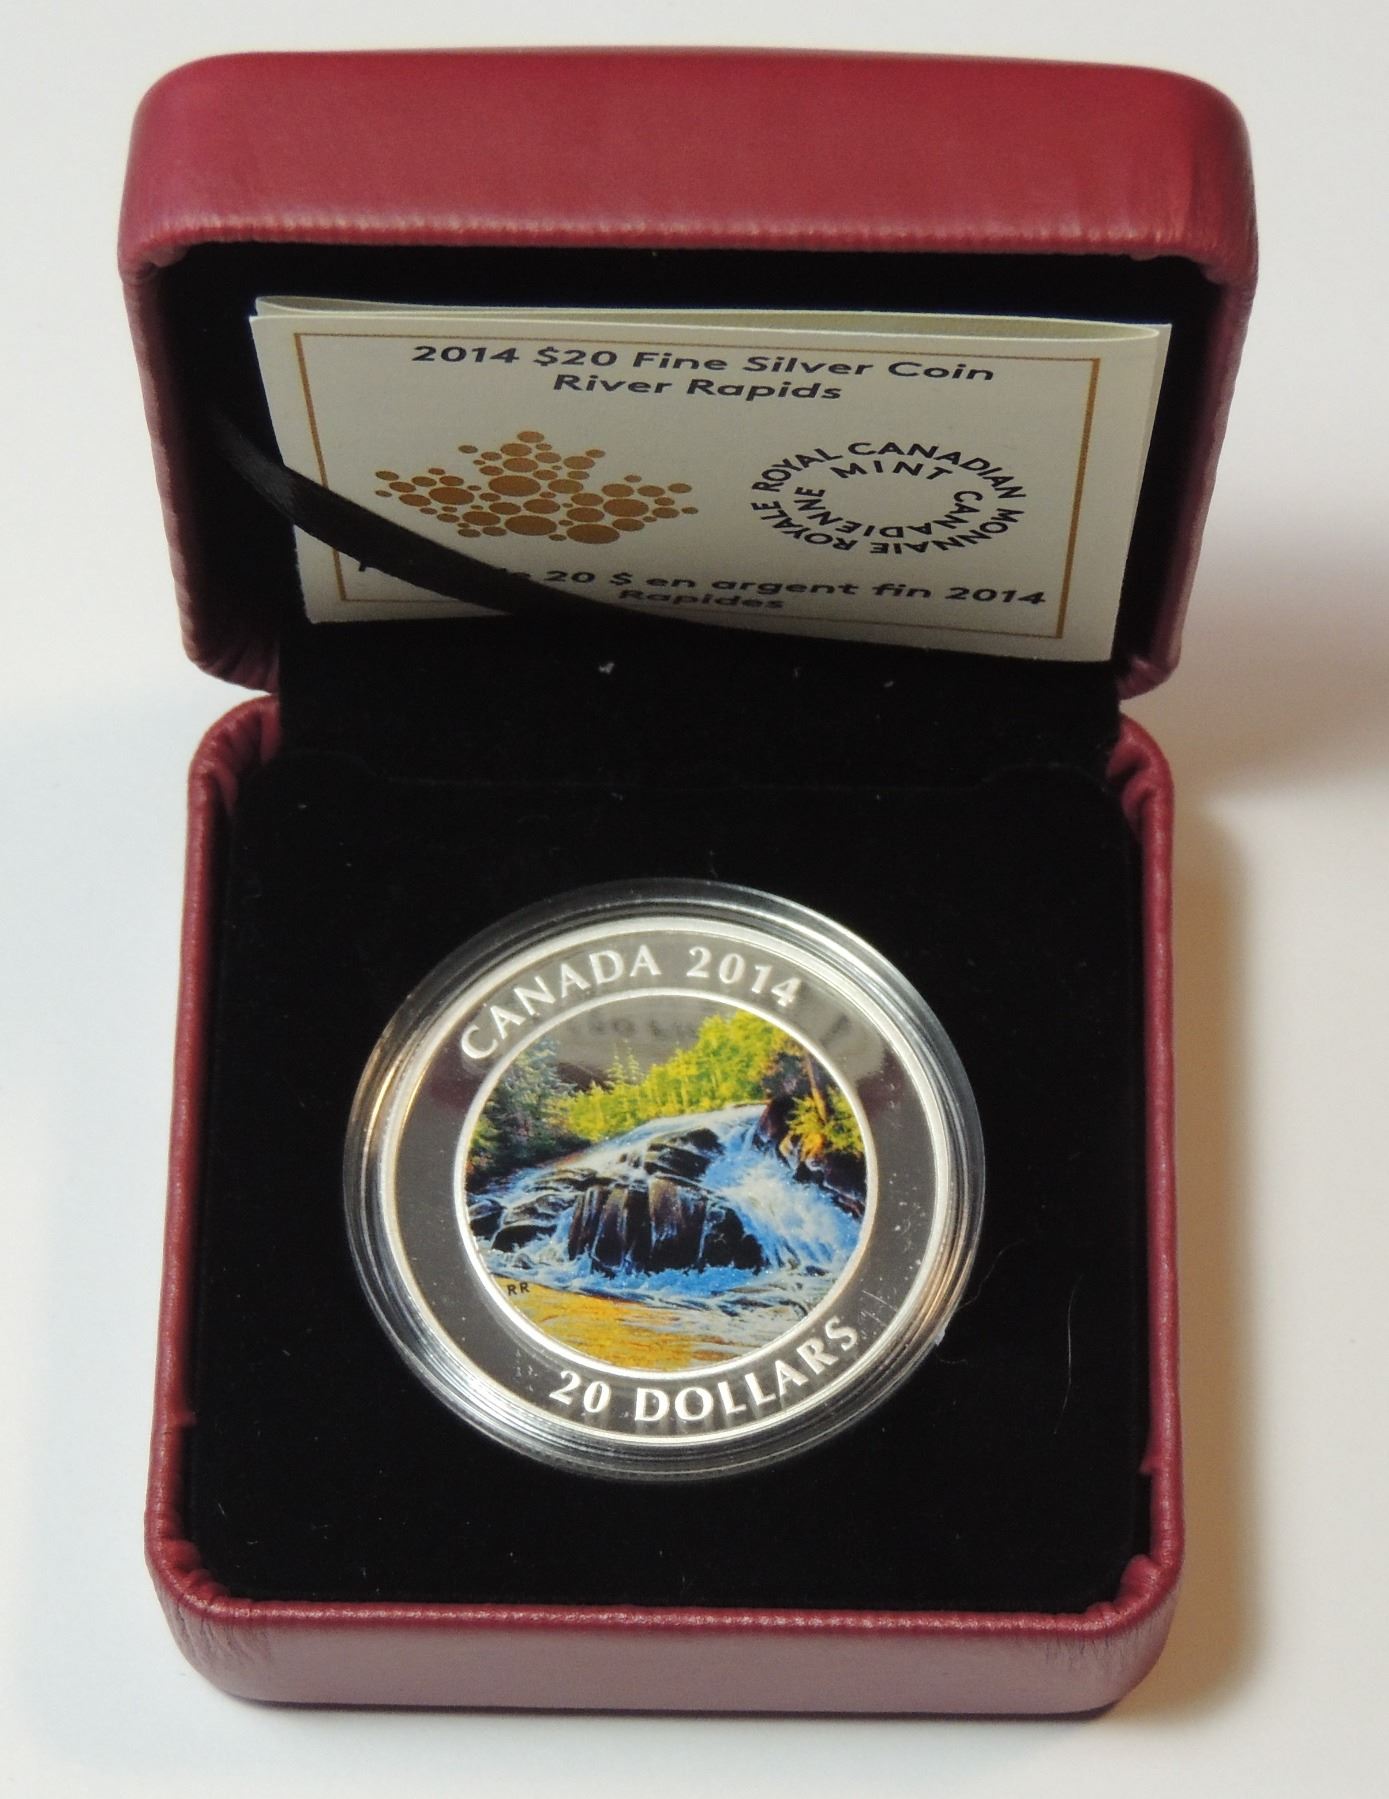 2014 $20 Fine Silver Coin
River Rapids
ROYAL CANADIAN MINT
MONNAIE ROYALE CANADIENNE
20 $ en argent fin 2014
Rapides
CANADA 2014
RR
20 DOLLARS